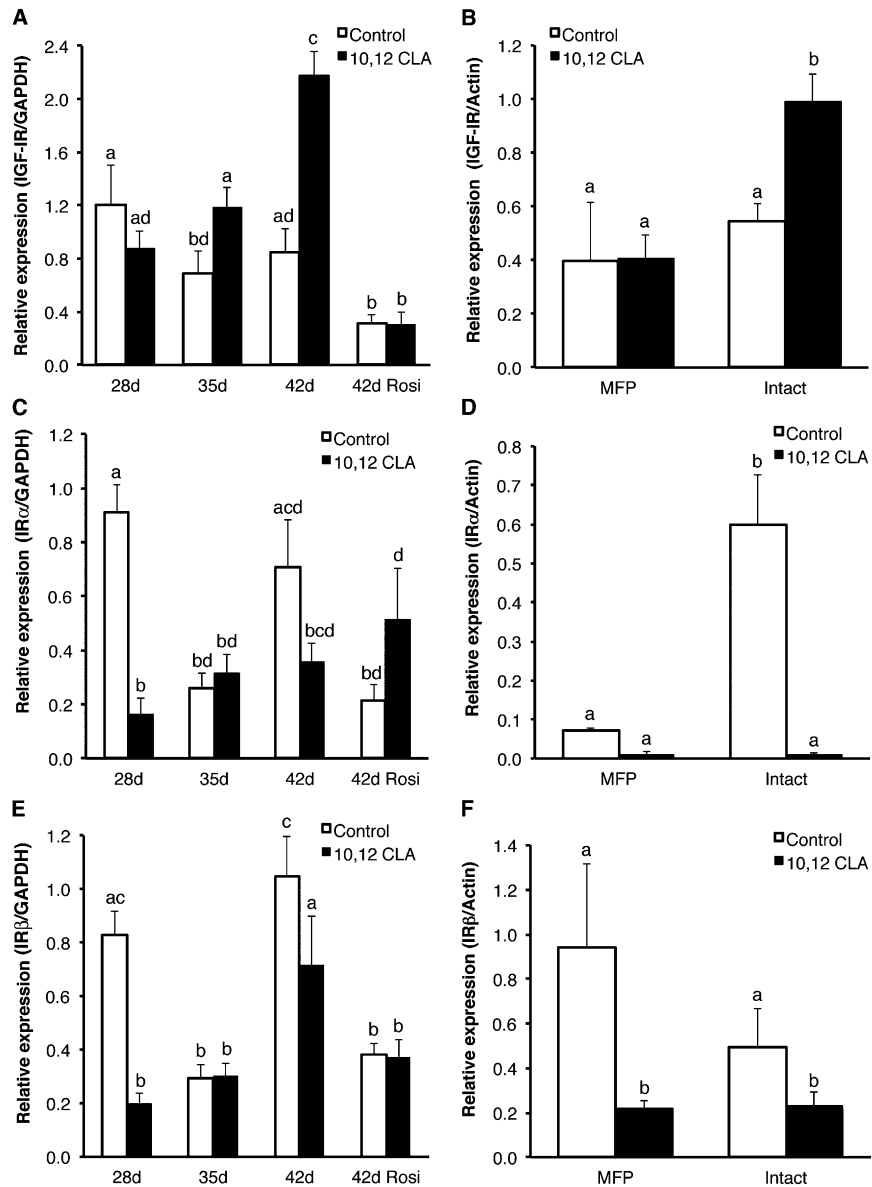 A
Relative expression (IGF-IR/GAPDH)
Control
10,12 CLA
2.4
2.0
1.6
1.2
0.8
0.4
0.0
a
ad
bd
a
ad
c
b
b
28d
35d
42d
42d Rosi
B
Relative expression (IGF-IR/Actin)
Control
10,12 CLA
1.2
1.0
0.8
0.6
0.4
0.2
0.0
a
a
a
b
MFP
Intact
C
Relative expression (IRα/GAPDH)
Control
10,12 CLA
1.2
1.0
0.8
0.6
0.4
0.2
0.0
a
b
bd
bd
acd
bcd
bd
d
28d
35d
42d
42d Rosi
D
Relative expression (IRα/Actin)
Control
10,12 CLA
0.8
0.7
0.6
0.5
0.4
0.3
0.2
0.1
0.0
a
a
b
a
MFP
Intact
E
Relative expression (IRβ/GAPDH)
Control
10,12 CLA
1.2
1.0
0.8
0.6
0.4
0.2
0.0
ac
b
b
b
c
a
b
b
28d
35d
42d
42d Rosi
F
Relative expression (IRβ/Actin)
Control
10,12 CLA
1.4
1.2
1.0
0.8
0.6
0.4
0.2
0.0
a
b
a
b
MFP
Intact